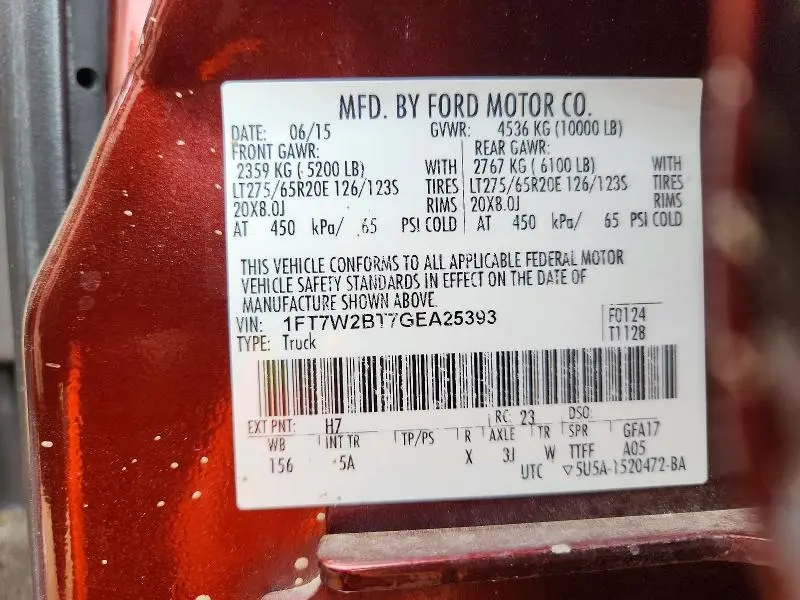 MFD. BY FORD MOTOR CO.
DATE: 06/15 GVWR: 4536 KG (10000 LB)
FRONT GAWR: REAR GAWR:
2359 KG ( 5200 LB) WITH 2767 KG ( 6100 LB) WITH
LT275/65R20E 126/123S TIRES LT275/65R20E 126/123S TIRES
20X8.0J RIMS 20X8.0J RIMS
AT 450 kPa/ 65 PSI COLD AT 450 kPa/ 65 PSI COLD
THIS VEHICLE CONFORMS TO ALL APPLICABLE FEDERAL MOTOR
VEHICLE SAFETY STANDARDS IN EFFECT ON THE DATE OF
MANUFACTURE SHOWN ABOVE.
VIN: 1FT7W2BT7GEA25393 F0124
TYPE: Truck T1128
EXT PNT: H7 RC: 23 DSO:
WB INT TR TP/PS R AXLE TR SPR GFA17
156 5A X 3J W TTFF A05
UTC ▽5U5A-1520472-BA